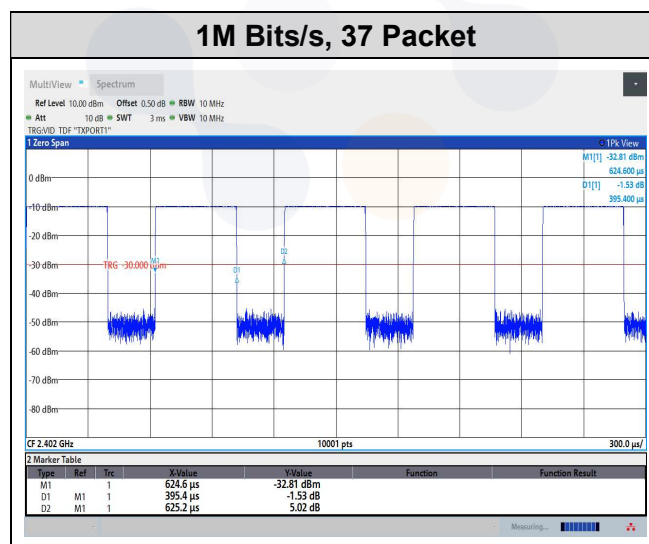 1M Bits/s, 37 Packet
MultiView Spectrum
Ref Level 10.00 dBm Offset 0.50 dB RBW 10 MHz
Att 10 dB SWT 3 ms VBW 10 MHz
TRG:VID TDF "TXPORT1"
1 Zero Span 1Pk View
M1[1] -32.81 dBm
624.600 µs
D1[1] -1.53 dB
395.400 µs
0 dBm
-10 dBm
-20 dBm
D2
-30 dBm TRG -30.000 dBm M1
D1
-40 dBm
-50 dBm
-60 dBm
-70 dBm
-80 dBm
CF 2.402 GHz 10001 pts 300.0 µs/
2 Marker Table
Type Ref Trc X-Value Y-Value Function Function Result
M1 1 624.6 µs -32.81 dBm
D1 M1 1 395.4 µs -1.53 dB
D2 M1 1 625.2 µs 5.02 dB
Measuring...